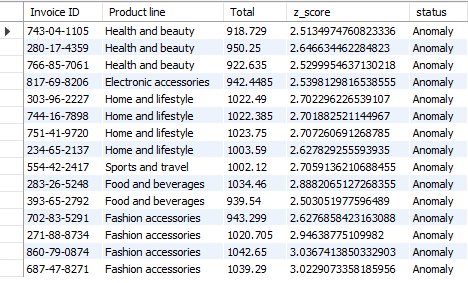 Invoice ID Product line Total z_score status
743-04-1105 Health and beauty 918.729 2.5134974760823336 Anomaly
280-17-4359 Health and beauty 950.25 2.646634462284823 Anomaly
766-85-7061 Health and beauty 922.635 2.5299954637130218 Anomaly
817-69-8206 Electronic accessories 942.4485 2.5398129816538555 Anomaly
303-96-2227 Home and lifestyle 1022.49 2.702296226539107 Anomaly
744-16-7898 Home and lifestyle 1022.385 2.701882521144967 Anomaly
751-41-9720 Home and lifestyle 1023.75 2.707260691268785 Anomaly
234-65-2137 Home and lifestyle 1003.59 2.627829255593935 Anomaly
554-42-2417 Sports and travel 1002.12 2.7059136210688455 Anomaly
283-26-5248 Food and beverages 1034.46 2.8882065127268355 Anomaly
393-65-2792 Food and beverages 939.54 2.503051977596489 Anomaly
702-83-5291 Fashion accessories 943.299 2.6276858423163088 Anomaly
271-88-8734 Fashion accessories 1020.705 2.94638775109982 Anomaly
860-79-0874 Fashion accessories 1042.65 3.0367413850332903 Anomaly
687-47-8271 Fashion accessories 1039.29 3.0229073358185956 Anomaly